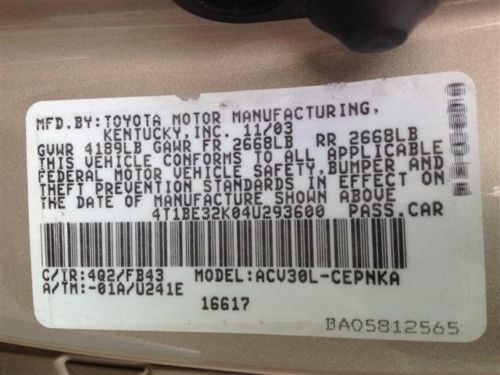 MFD.BY:TOYOTA MOTOR MANUFACTURING,
KENTUCKY,INC. 11/03
GVWR 4189LB GAWR FR 2668LB RR 2668LB
THIS VEHICLE CONFORMS TO ALL APPLICABLE
FEDERAL MOTOR VEHICLE SAFETY,BUMPER AND
THEFT PREVENTION STANDARDS IN EFFECT ON
THE DATE OF MANUFACTURE SHOWN ABOVE
4T1BE32K04U293600 PASS.CAR
C/TR:4Q2/FB43 MODEL:ACV30L-CEPNKA
A/TM:-01A/U241E
16617
BA05812565